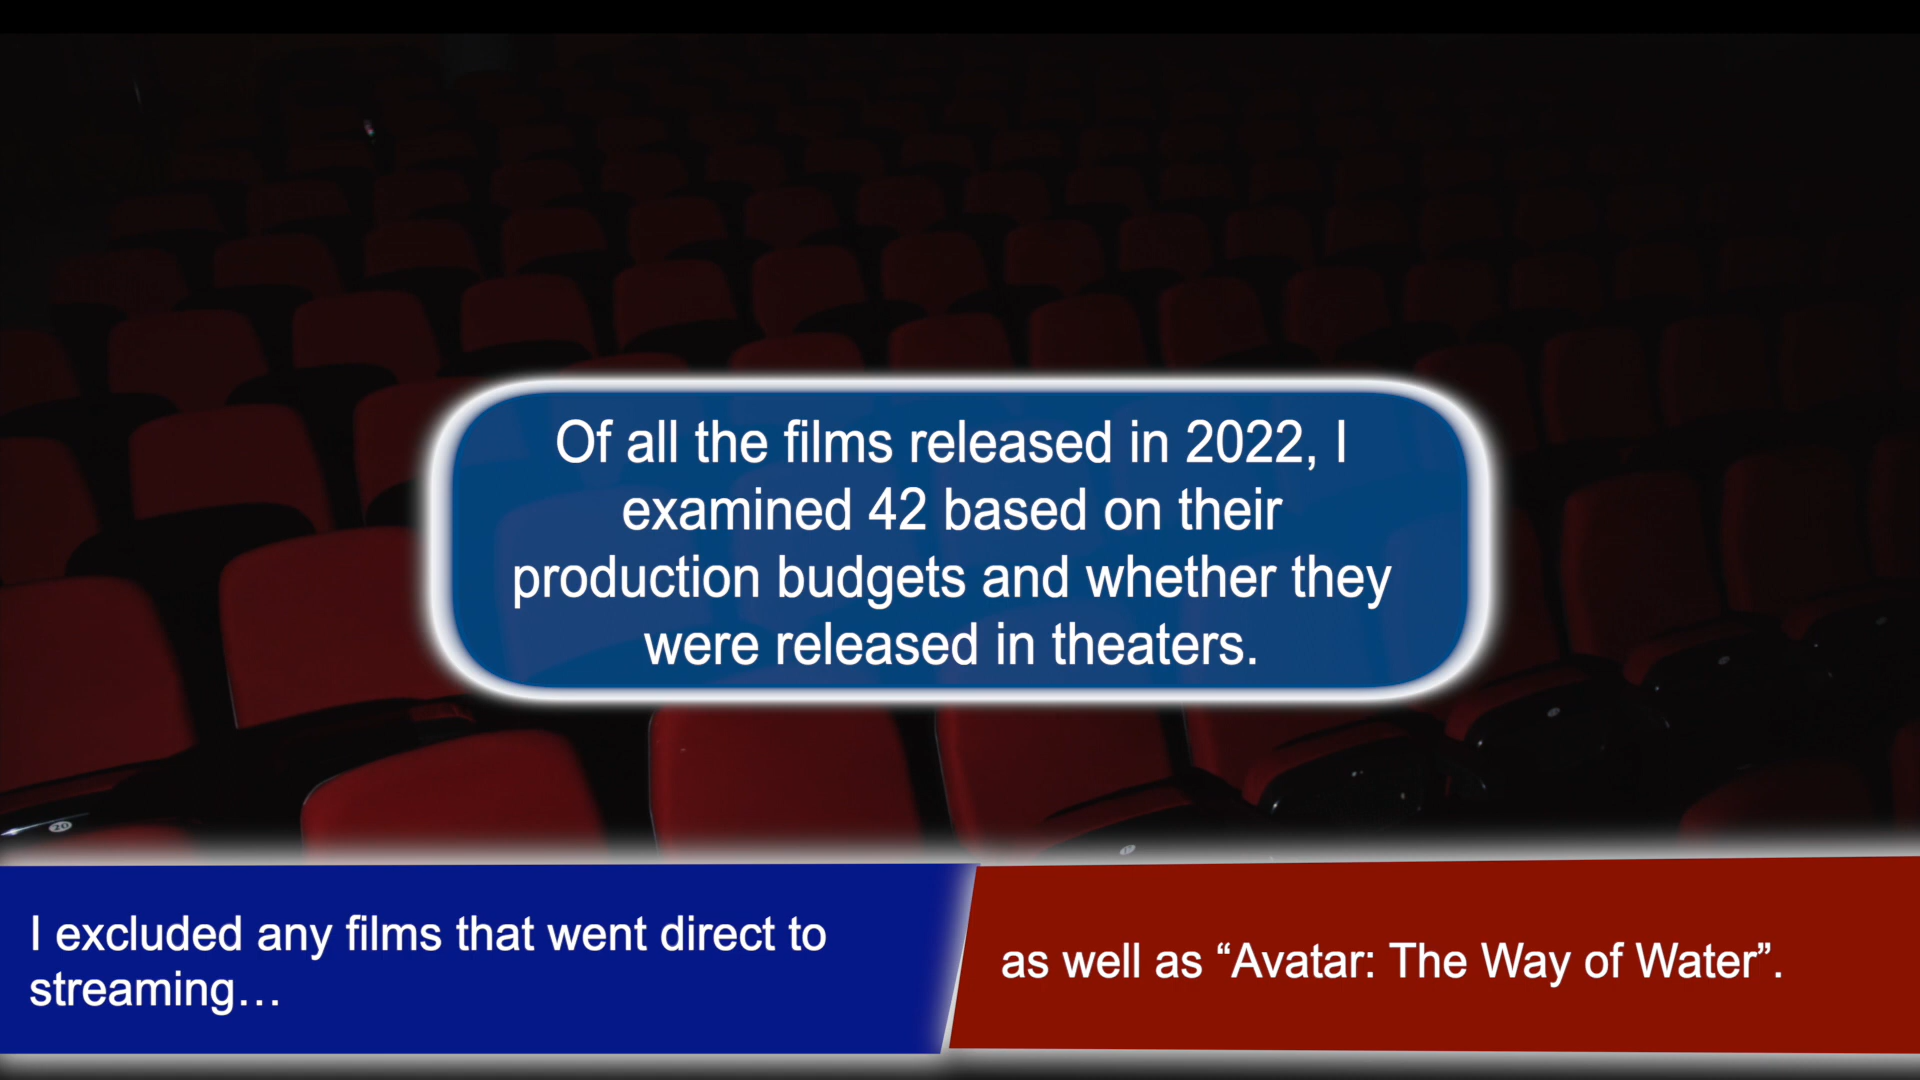 Of all the films released in 2022, I
examined 42 based on their
production budgets and whether they
were released in theaters.
I excluded any films that went direct to
streaming…
as well as “Avatar: The Way of Water”.
20